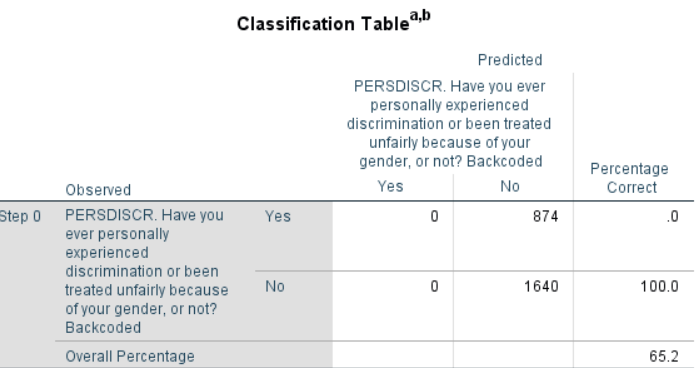 Classification Tableᵃ,ᵇ
Predicted
PERSDISCR. Have you ever
personally experienced
discrimination or been treated
unfairly because of your
gender, or not? Backcoded
Percentage
Correct
Observed
Yes
No
Step 0
PERSDISCR. Have you
ever personally
experienced
discrimination or been
treated unfairly because
of your gender, or not?
Backcoded
Yes
0
874
.0
No
0
1640
100.0
Overall Percentage
65.2